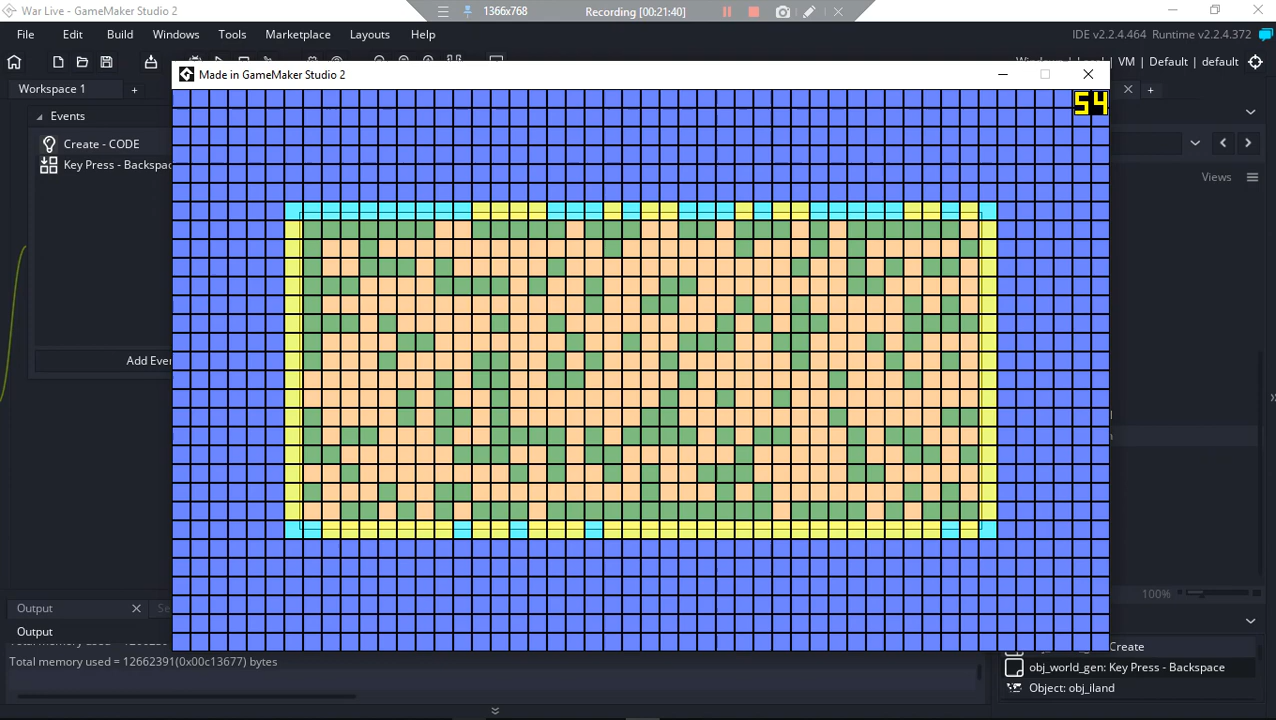 War Live - GameMaker Studio 2
1366x768
Recording [00:21:40]
File Edit Build Windows Tools Marketplace Layouts Help
IDE v2.2.4.464 Runtime v2.2.4.372
| VM | Default | default
Workspace 1
Made in GameMaker Studio 2
54
Events
Create - CODE
Key Press - Backspac
Views
Add Eve
100%
Output
Output
Total memory used = 12662391(0x00c13677) bytes
Create
obj_world_gen: Key Press - Backspace
Object: obj_iland